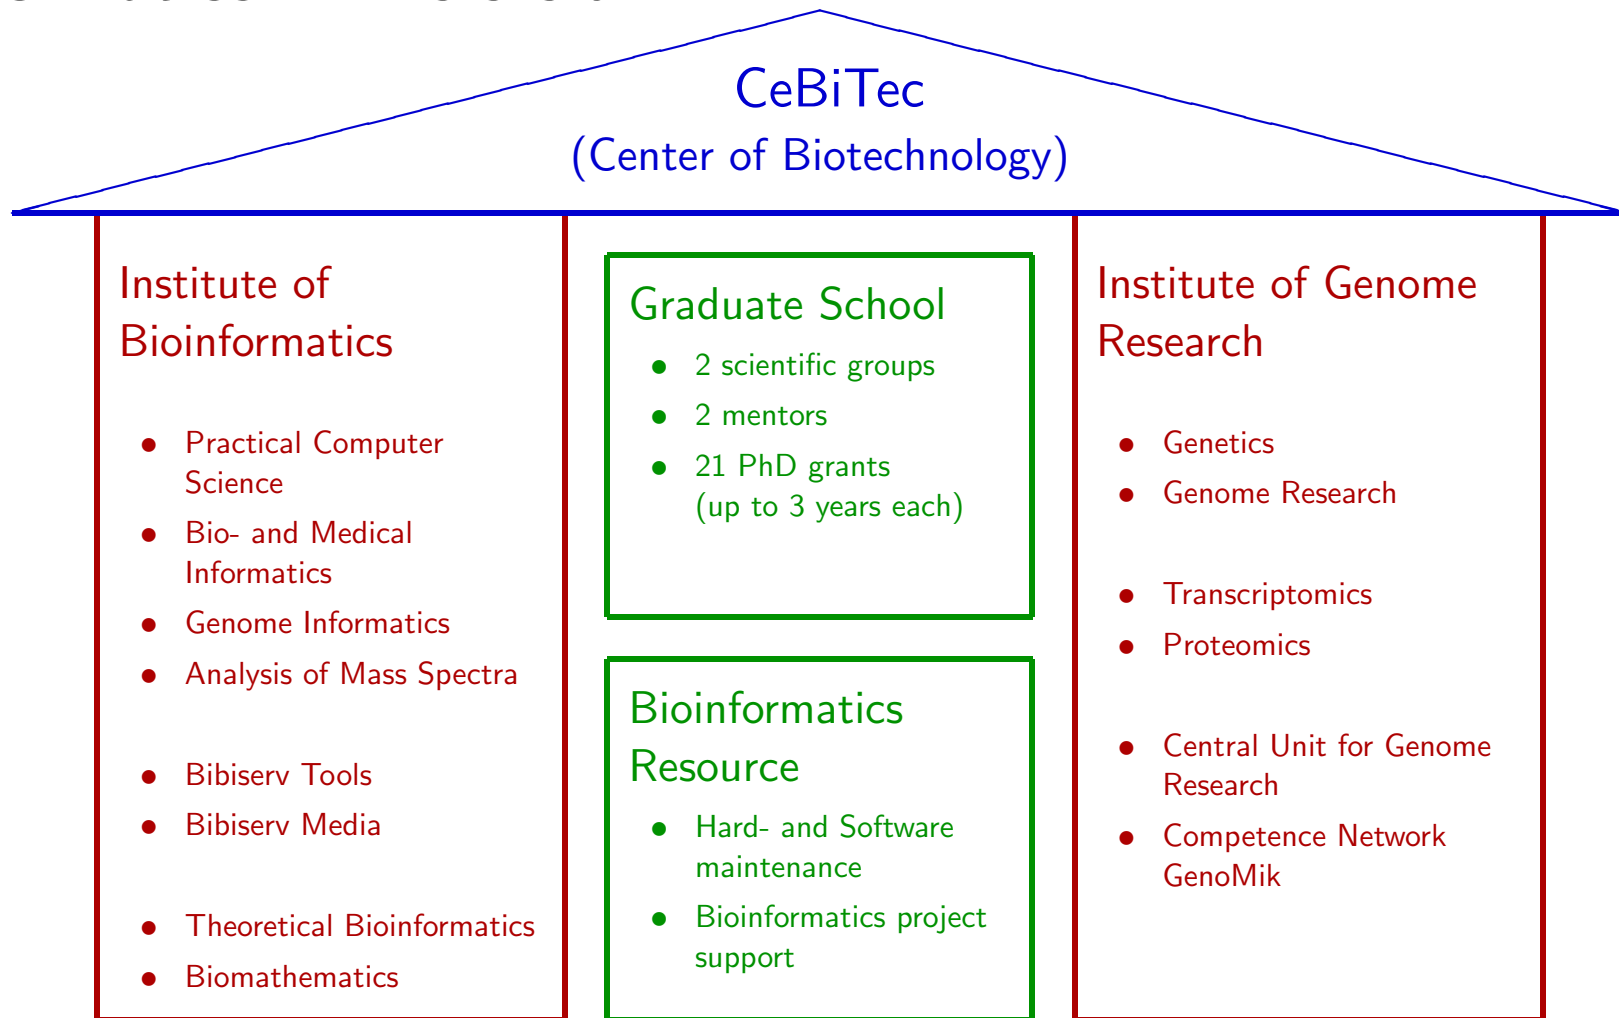 CeBiTec
(Center of Biotechnology)
Institute of
Bioinformatics
• Practical Computer
Science
• Bio- and Medical
Informatics
• Genome Informatics
• Analysis of Mass Spectra
• Bibiserv Tools
• Bibiserv Media
• Theoretical Bioinformatics
• Biomathematics
Graduate School
• 2 scientific groups
• 2 mentors
• 21 PhD grants
(up to 3 years each)
Bioinformatics
Resource
• Hard- and Software
maintenance
• Bioinformatics project
support
Institute of Genome
Research
• Genetics
• Genome Research
• Transcriptomics
• Proteomics
• Central Unit for Genome
Research
• Competence Network
GenoMik